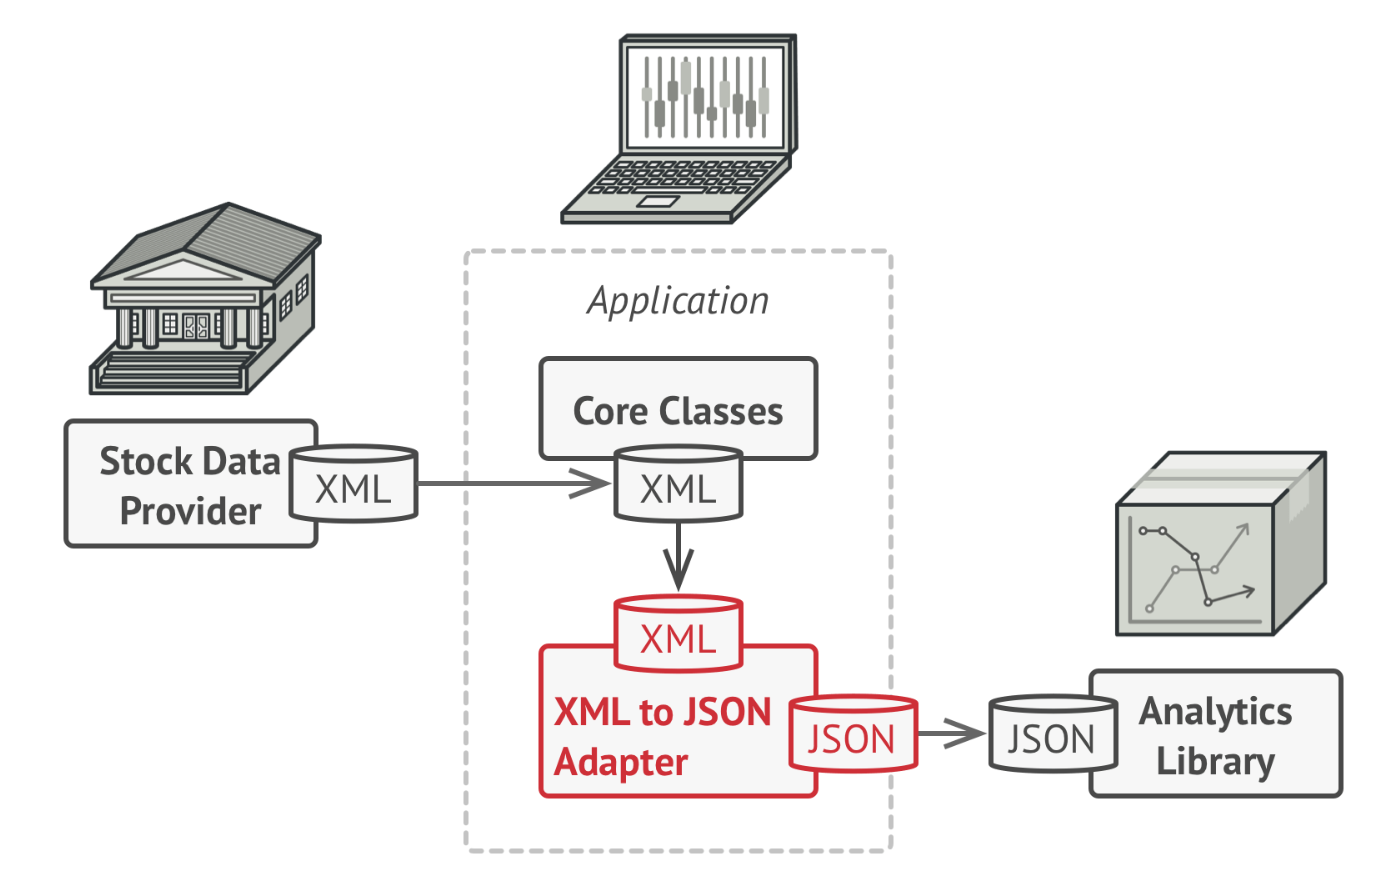 Application
Core Classes
Stock Data
Provider
XML
XML
XML
XML to JSON
Adapter
JSON
JSON
Analytics
Library